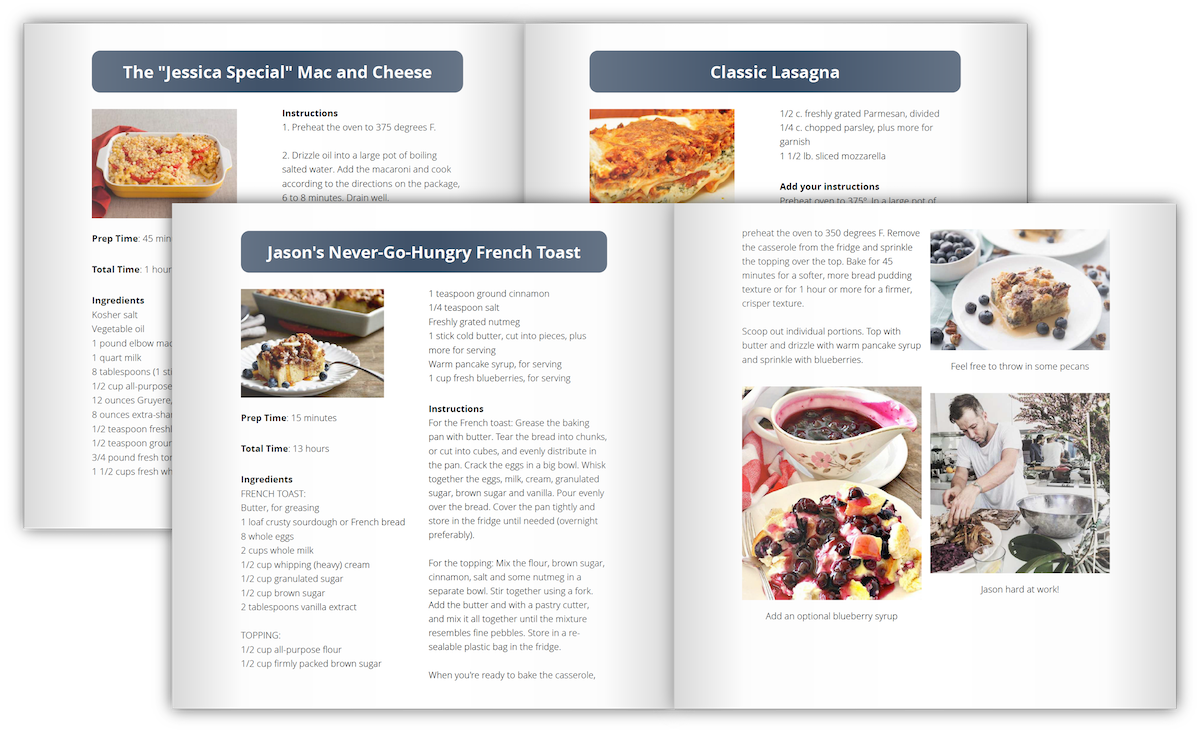 The "Jessica Special" Mac and Cheese
Instructions
1. Preheat the oven to 375 degrees F.
2. Drizzle oil into a large pot of boiling
salted water. Add the macaroni and cook
according to the directions on the package,
6 to 8 minutes. Drain well.
Prep Time: 45 min
Total Time: 1 hour
Ingredients
Kosher salt
Vegetable oil
1 pound elbow mac
1 quart milk
8 tablespoons (1 sti
1/2 cup all-purpose
12 ounces Gruyere,
8 ounces extra-shar
1/2 teaspoon fresh
1/2 teaspoon groun
3/4 pound fresh to
1 1/2 cups fresh wh
Classic Lasagna
1/2 c. freshly grated Parmesan, divided
1/4 c. chopped parsley, plus more for
garnish
1 1/2 lb. sliced mozzarella
Add your instructions
Preheat oven to 375º. In a large pot of
Jason's Never-Go-Hungry French Toast
Prep Time: 15 minutes
Total Time: 13 hours
Ingredients
FRENCH TOAST:
Butter, for greasing
1 loaf crusty sourdough or French bread
8 whole eggs
2 cups whole milk
1/2 cup whipping (heavy) cream
1/2 cup granulated sugar
1/2 cup brown sugar
2 tablespoons vanilla extract
TOPPING:
1/2 cup all-purpose flour
1/2 cup firmly packed brown sugar
1 teaspoon ground cinnamon
1/4 teaspoon salt
Freshly grated nutmeg
1 stick cold butter, cut into pieces, plus
more for serving
Warm pancake syrup, for serving
1 cup fresh blueberries, for serving
Instructions
For the French toast: Grease the baking
pan with butter. Tear the bread into chunks,
or cut into cubes, and evenly distribute in
the pan. Crack the eggs in a big bowl. Whisk
together the eggs, milk, cream, granulated
sugar, brown sugar and vanilla. Pour evenly
over the bread. Cover the pan tightly and
store in the fridge until needed (overnight
preferably).
For the topping: Mix the flour, brown sugar,
cinnamon, salt and some nutmeg in a
separate bowl. Stir together using a fork.
Add the butter and with a pastry cutter,
and mix it all together until the mixture
resembles fine pebbles. Store in a re-
sealable plastic bag in the fridge.
When you're ready to bake the casserole,
preheat the oven to 350 degrees F. Remove
the casserole from the fridge and sprinkle
the topping over the top. Bake for 45
minutes for a softer, more bread pudding
texture or for 1 hour or more for a firmer,
crisper texture.
Scoop out individual portions. Top with
butter and drizzle with warm pancake syrup
and sprinkle with blueberries.
Feel free to throw in some pecans
Add an optional blueberry syrup
Jason hard at work!